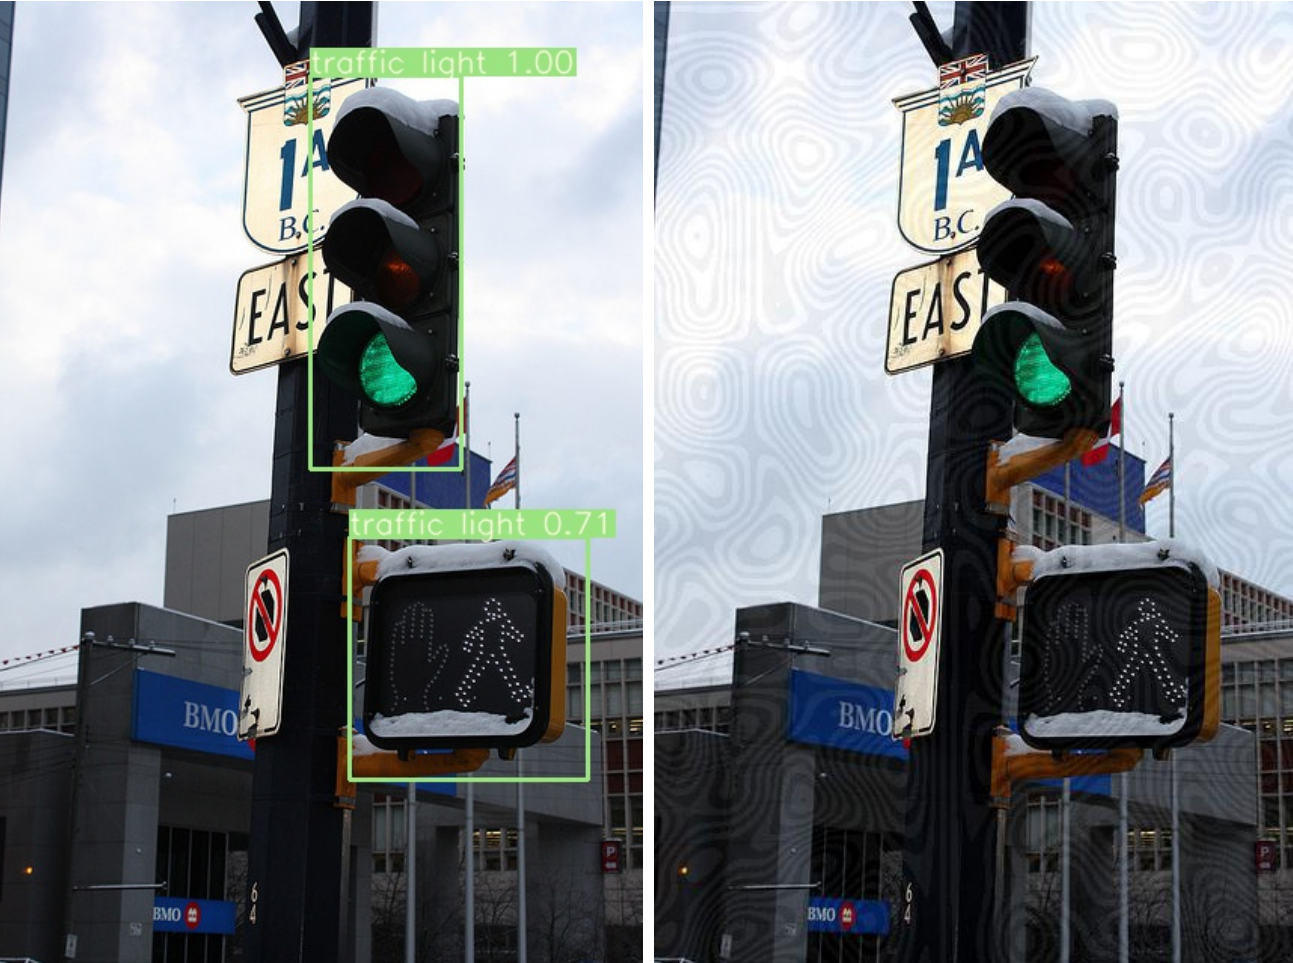 traffic light 1.00
1A
B.C.
EAST
traffic light 0.71
BMO
BMO
64
1A
B.C.
EAST
BMO
BMO
64
P
P